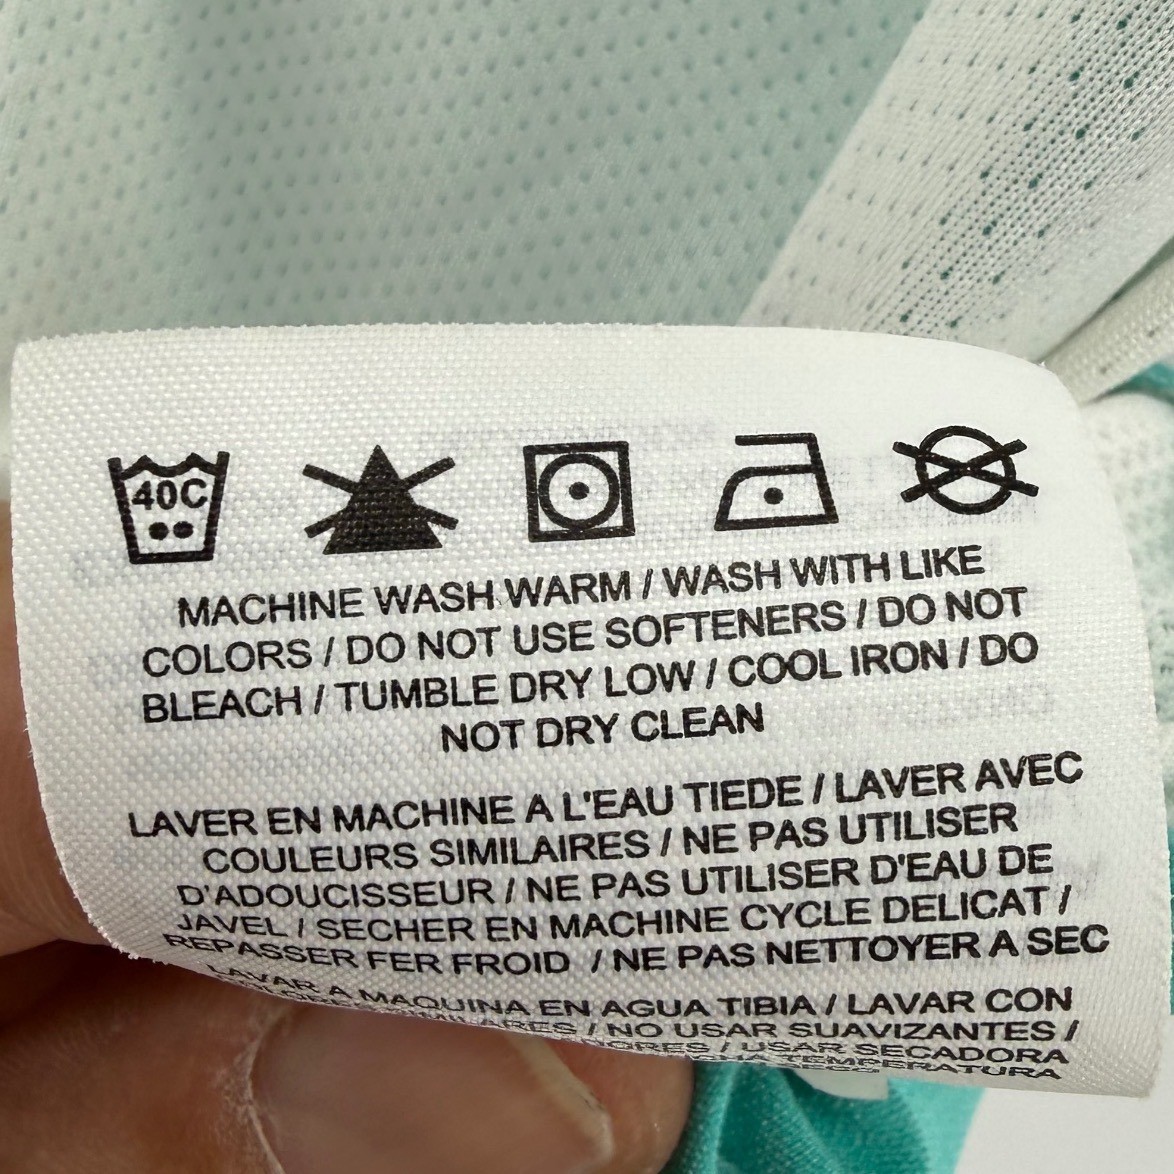 40C
MACHINE WASH WARM / WASH WITH LIKE
COLORS / DO NOT USE SOFTENERS / DO NOT
BLEACH / TUMBLE DRY LOW / COOL IRON / DO
NOT DRY CLEAN
LAVER EN MACHINE A L'EAU TIEDE / LAVER AVEC
COULEURS SIMILAIRES / NE PAS UTILISER
D'ADOUCISSEUR / NE PAS UTILISER D'EAU DE
JAVEL / SECHER EN MACHINE CYCLE DELICAT /
REPASSER FER FROID / NE PAS NETTOYER A SEC
LAVAR A MAQUINA EN AGUA TIBIA / LAVAR CON
/ NO USAR SUAVIZANTES /
/ USAR SECADORA
TEMPERATURA